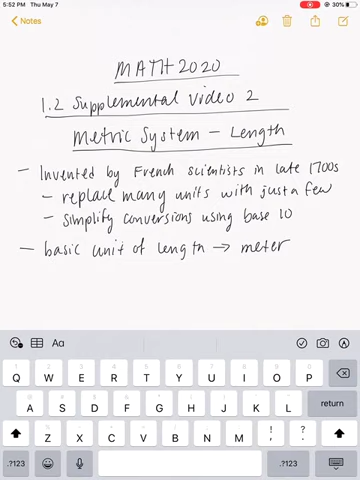 5:52 PM Thu May 7
30%
Notes
MATH 2020
1.2 Supplemental Video 2
Metric System - Length
- Invented by French scientists in late 1700s
- replace many units with just a few
- simplify conversions using base 10
- basic unit of length → meter
Aa
Q W E R T Y U I O P
A S D F G H J K L return
Z X C V B N M ! , ? .
.?123 .?123